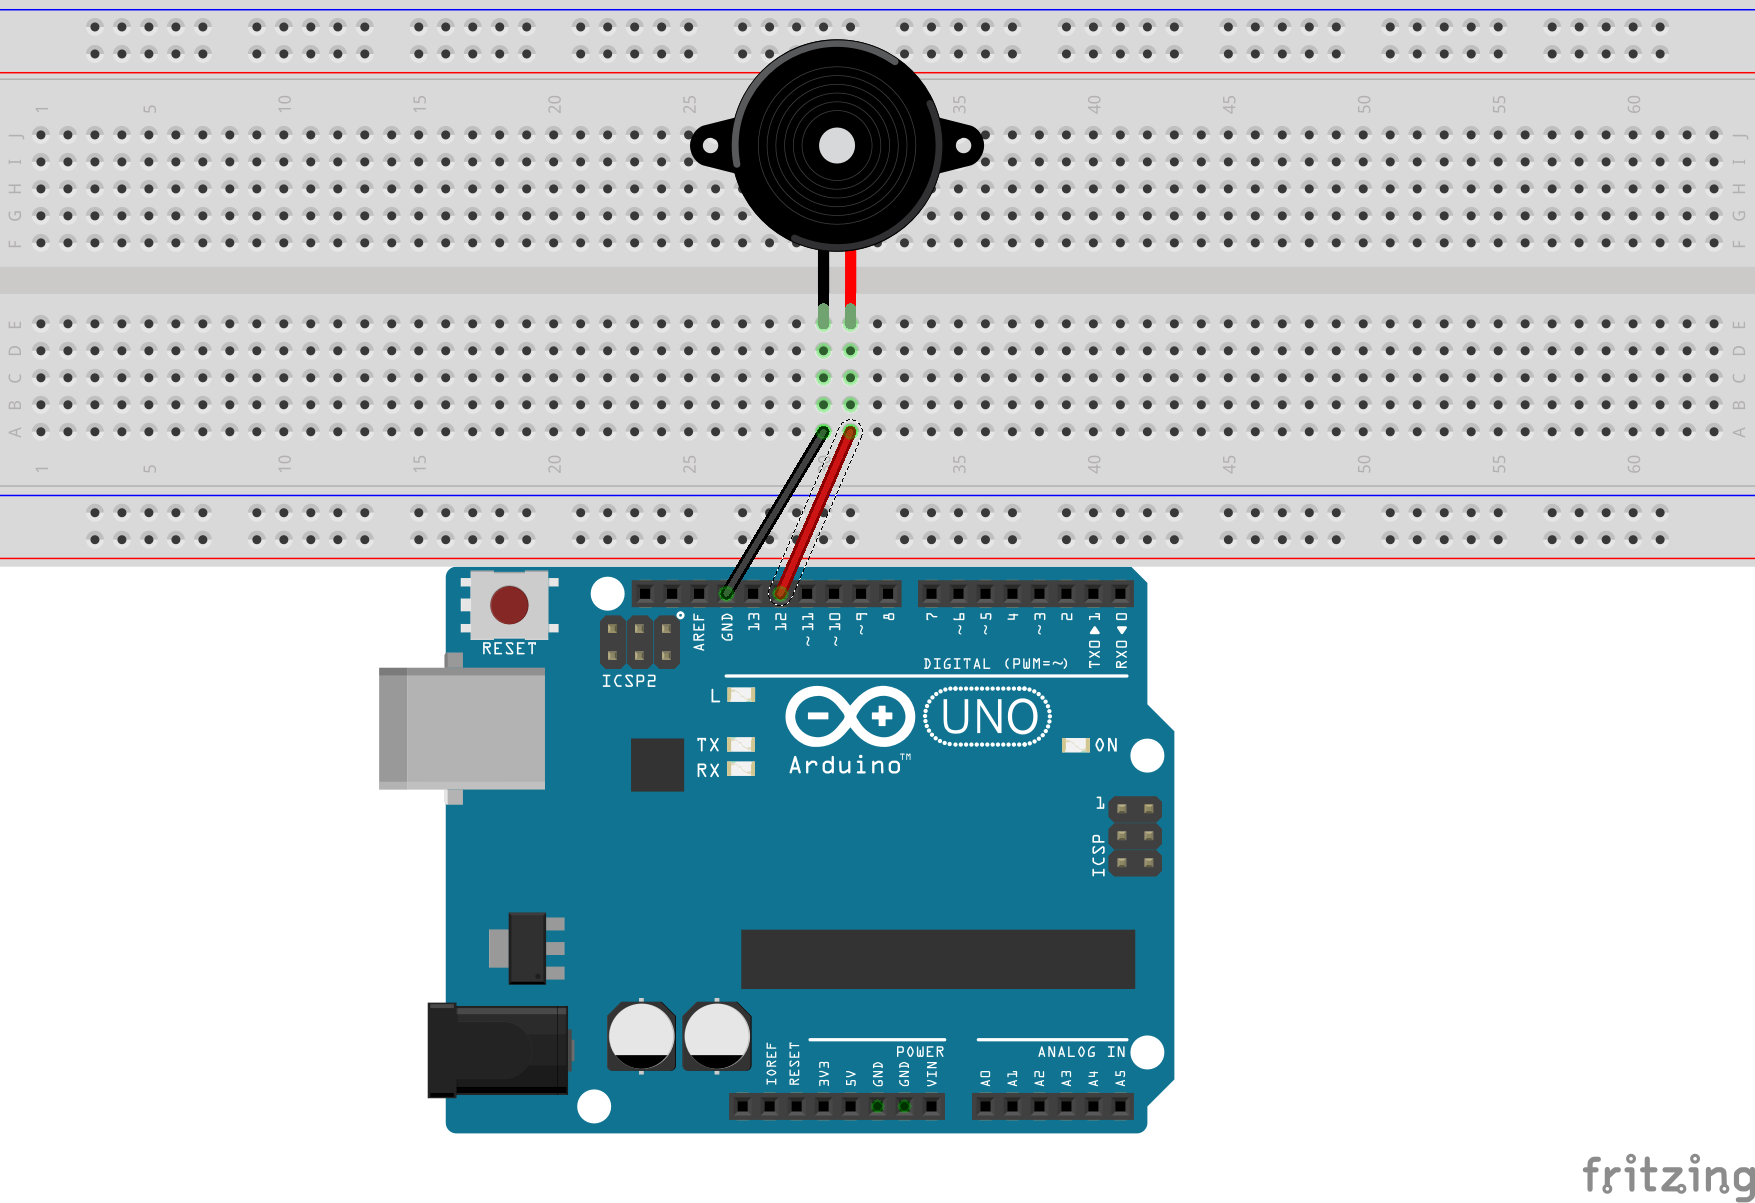 1 5 10 15 20 25 35 40 45 50 55 60
J J
I I
H H
G G
F F
E E
D D
C C
B B
A A
1 5 10 15 20 25 35 40 45 50 55 60
AREF GND 13 12 ~11 ~10 ~9 8 7 ~6 ~5 4 ~3 2 TX0▶1 RX0◀0
RESET
DIGITAL (PWM=~)
ICSP2
L
UNO
TX
ON
Arduino™
RX
1
ICSP
POWER
ANALOG IN
IOREF RESET 3V3 5V GND GND VIN A0 A1 A2 A3 A4 A5
fritzing